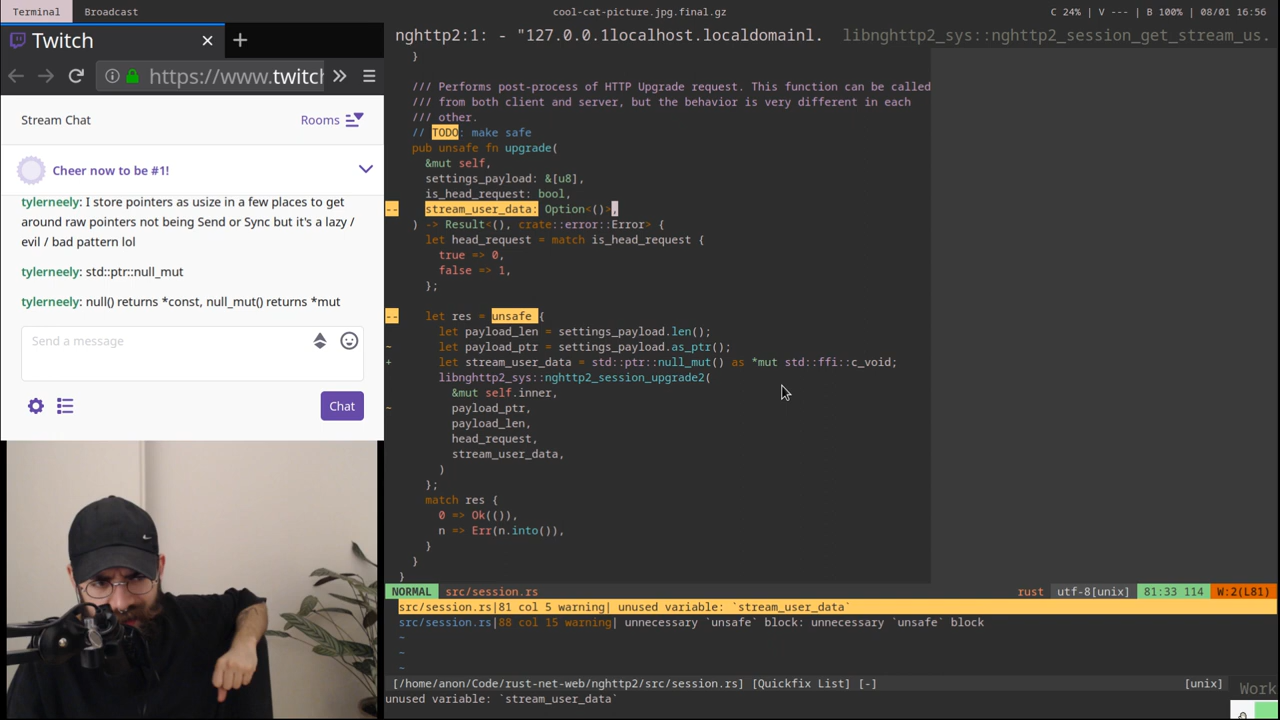 Terminal Broadcast cool-cat-picture.jpg.final.gz C 24% | V --- | B 100% | 08/01 16:56
Twitch
https://www.twitch
Stream Chat
Rooms
Cheer now to be #1!
tylerneely: I store pointers as usize in a few places to get
around raw pointers not being Send or Sync but it's a lazy /
evil / bad pattern lol
tylerneely: std::ptr::null_mut
tylerneely: null() returns *const, null_mut() returns *mut
Send a message
Chat
nghttp2:1: - "127.0.0.1localhost.localdomainl. libnghttp2_sys::nghttp2_session_get_stream_us.
}
/// Performs post-process of HTTP Upgrade request. This function can be called
/// from both client and server, but the behavior is very different in each
/// other.
// TODO: make safe
pub unsafe fn upgrade(
&mut self,
settings_payload: &[u8],
is_head_request: bool,
-- stream_user_data: Option<()>,
) -> Result<(), crate::error::Error> {
let head_request = match is_head_request {
true => 0,
false => 1,
};
-- let res = unsafe {
let payload_len = settings_payload.len();
~ let payload_ptr = settings_payload.as_ptr();
+ let stream_user_data = std::ptr::null_mut() as *mut std::ffi::c_void;
libnghttp2_sys::nghttp2_session_upgrade2(
&mut self.inner,
~ payload_ptr,
payload_len,
head_request,
stream_user_data,
)
};
match res {
0 => Ok(()),
n => Err(n.into()),
}
}
}
NORMAL src/session.rs rust utf-8[unix] 81:33 114 W:2(L81)
src/session.rs|81 col 5 warning| unused variable: `stream_user_data`
src/session.rs|88 col 15 warning| unnecessary `unsafe` block: unnecessary `unsafe` block
~
~
~
[/home/anon/Code/rust-net-web/nghttp2/src/session.rs] [Quickfix List] [-] [unix]
unused variable: `stream_user_data`
Work